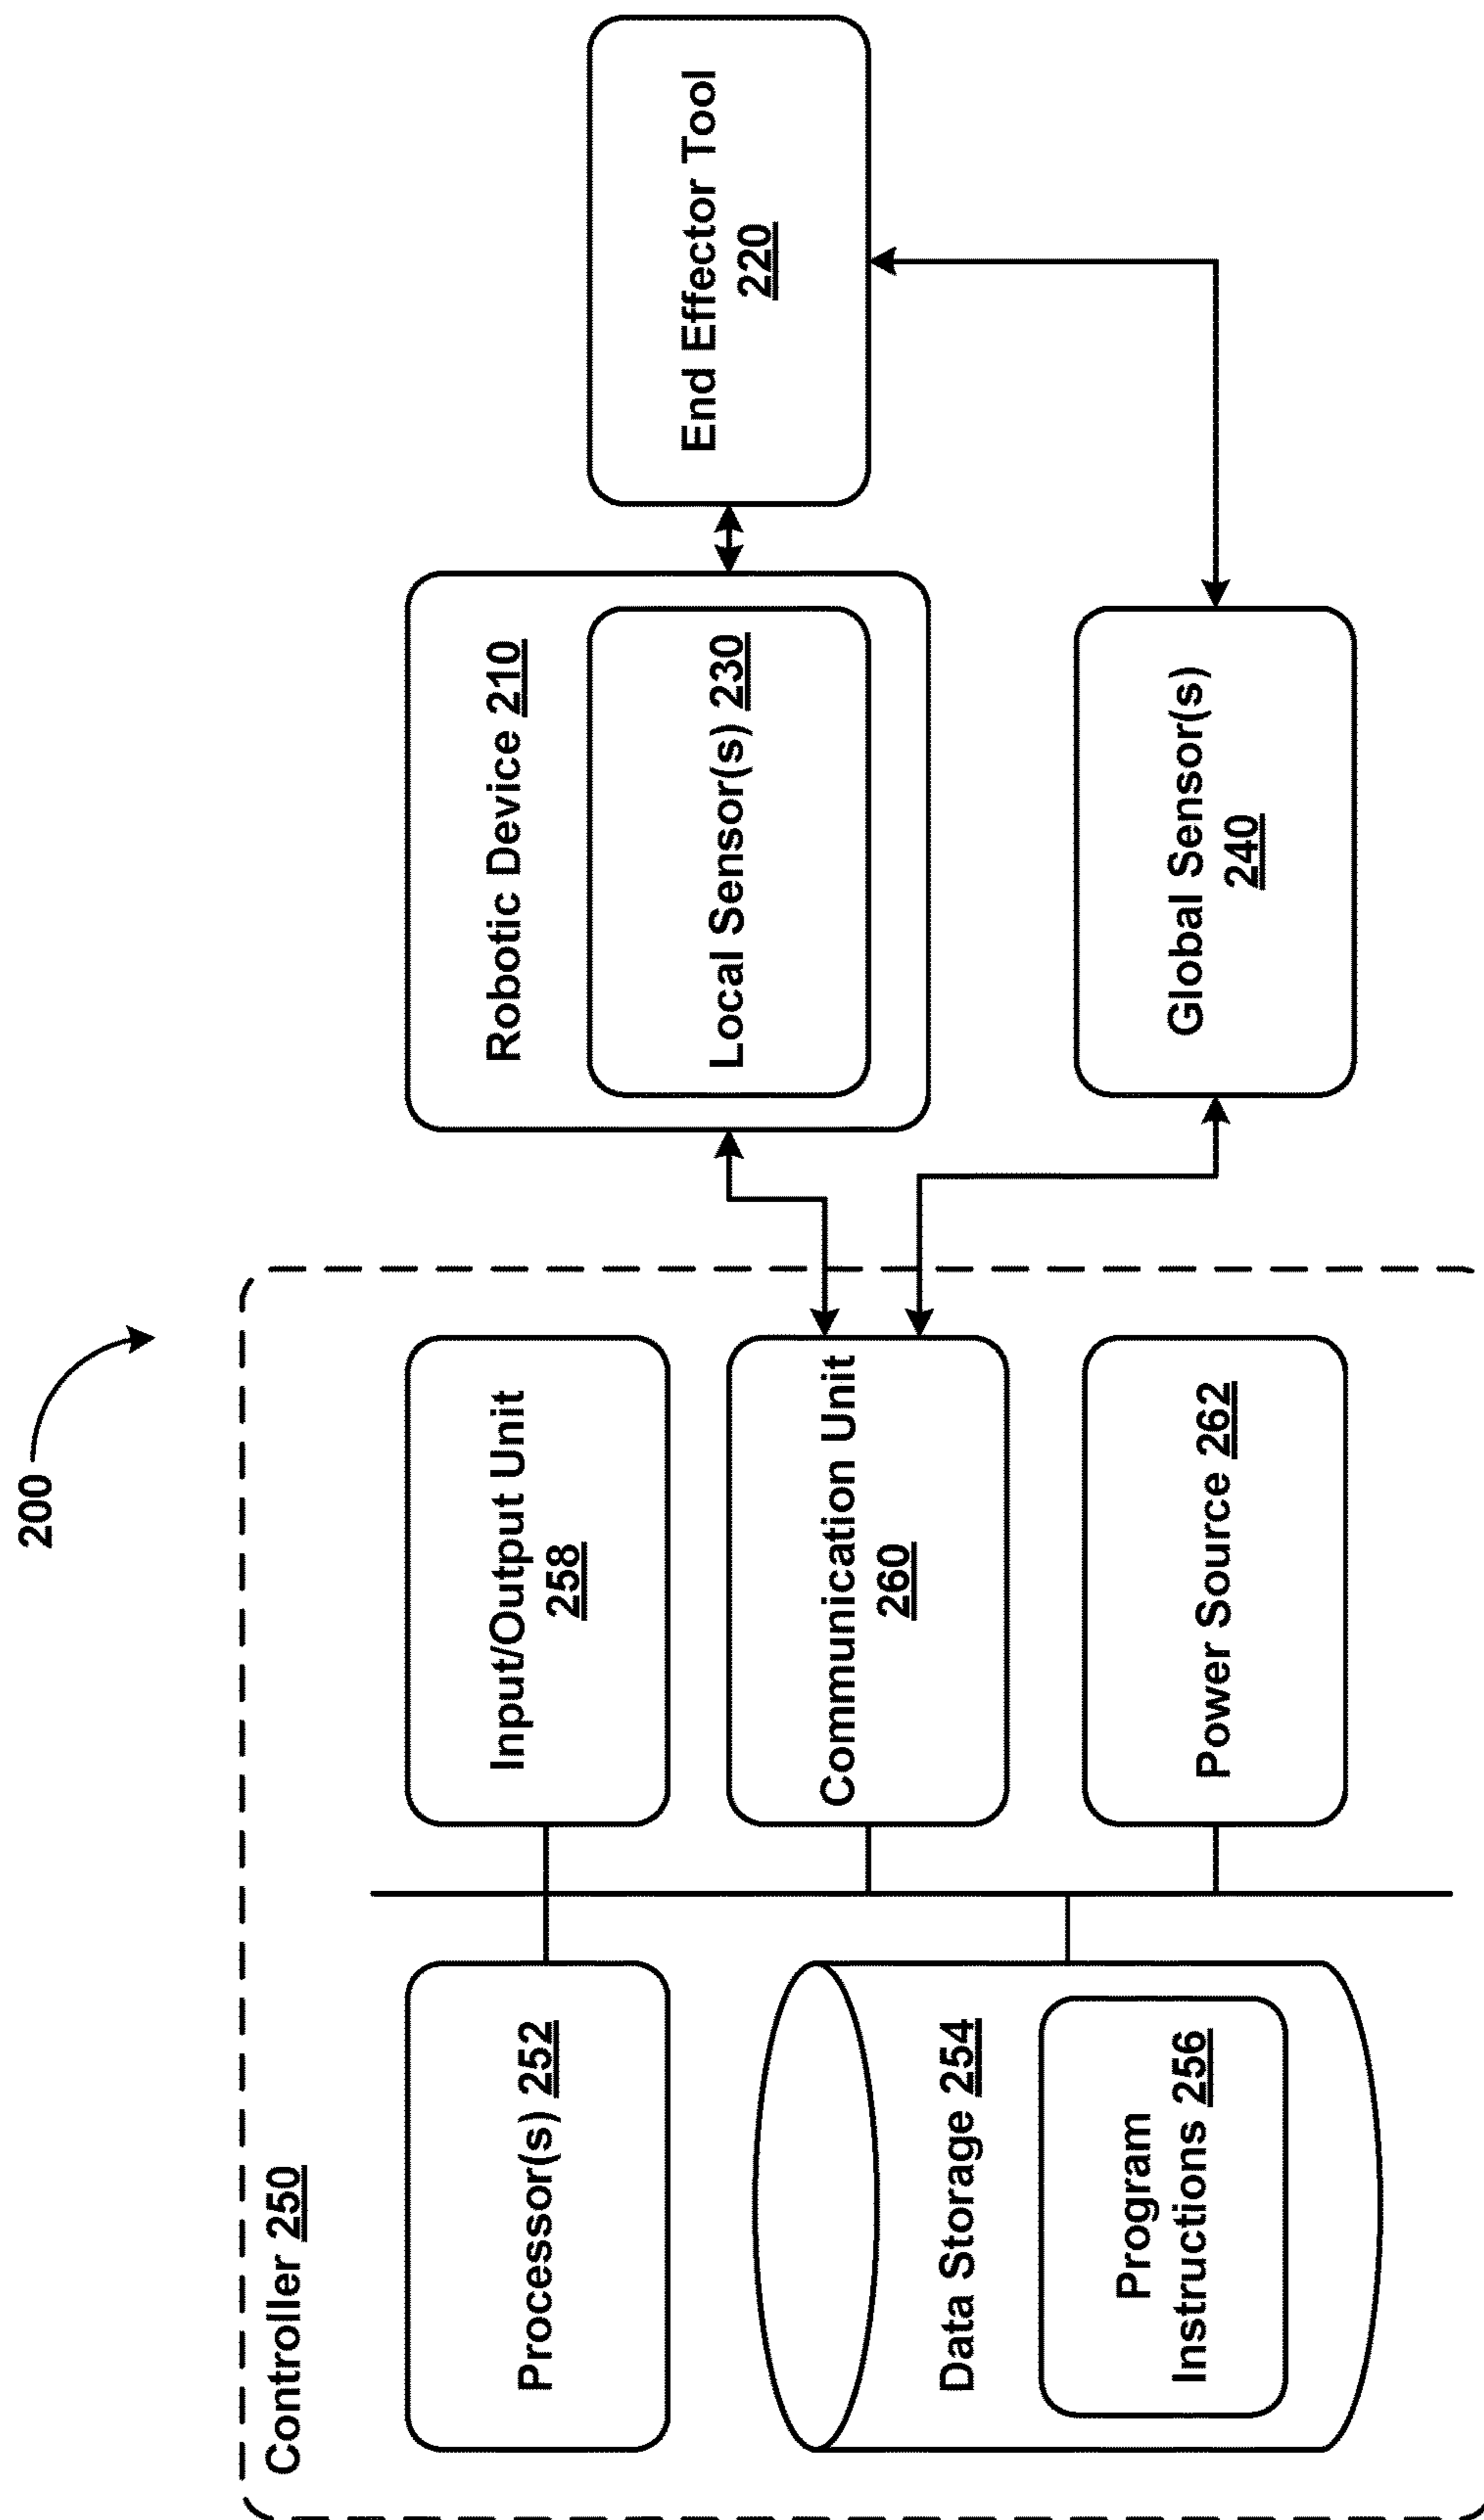 200
Controller 250
Processor(s) 252
Input/Output Unit
258
Robotic Device 210
Local Sensor(s) 230
End Effector Tool
220
Data Storage 254
Program
Instructions 256
Communication Unit
260
Power Source 262
Global Sensor(s)
240